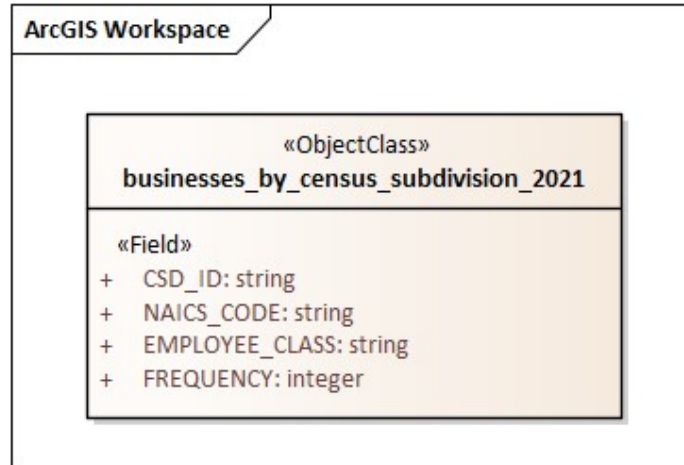 ArcGIS Workspace
«ObjectClass»
businesses_by_census_subdivision_2021
«Field»
+ CSD_ID: string
+ NAICS_CODE: string
+ EMPLOYEE_CLASS: string
+ FREQUENCY: integer